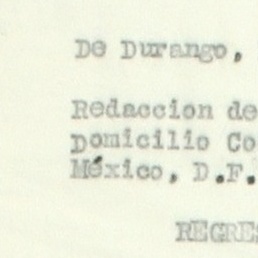 De Durango,
Redaccion de
Domicilio Co
México, D.F.
REGRES